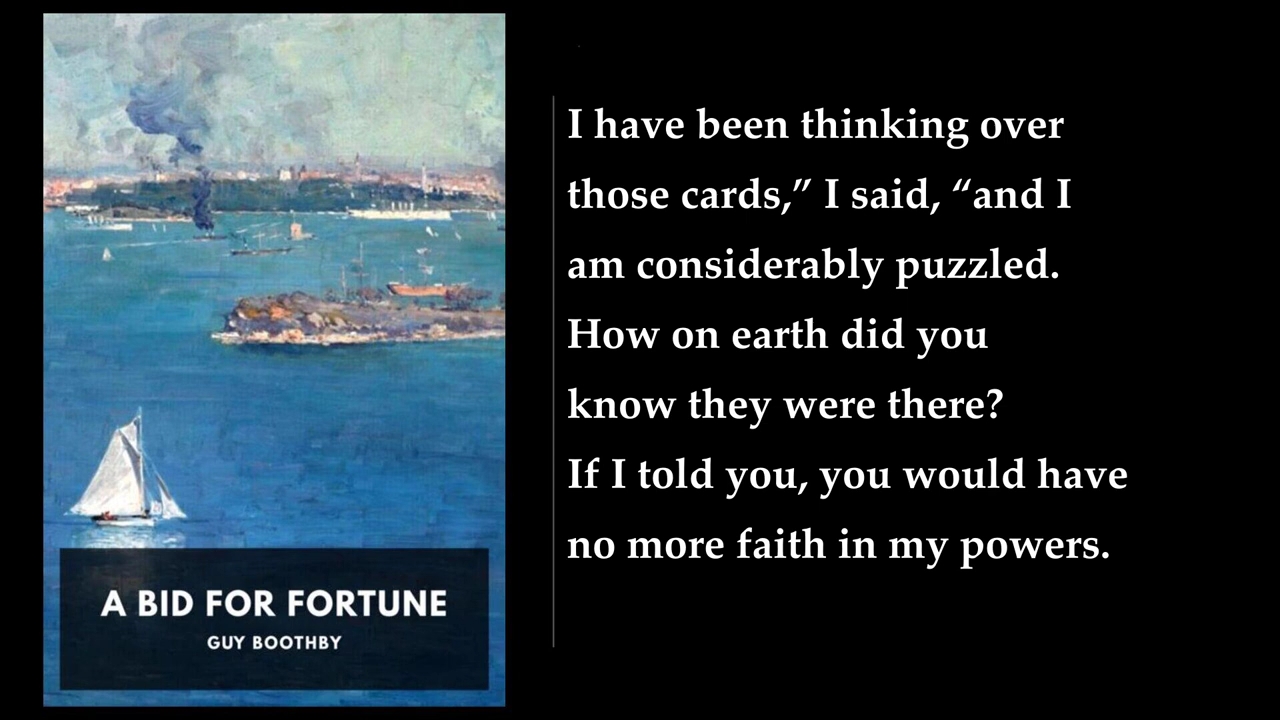 A BID FOR FORTUNE
GUY BOOTHBY
I have been thinking over
those cards,” I said, “and I
am considerably puzzled.
How on earth did you
know they were there?
If I told you, you would have
no more faith in my powers.